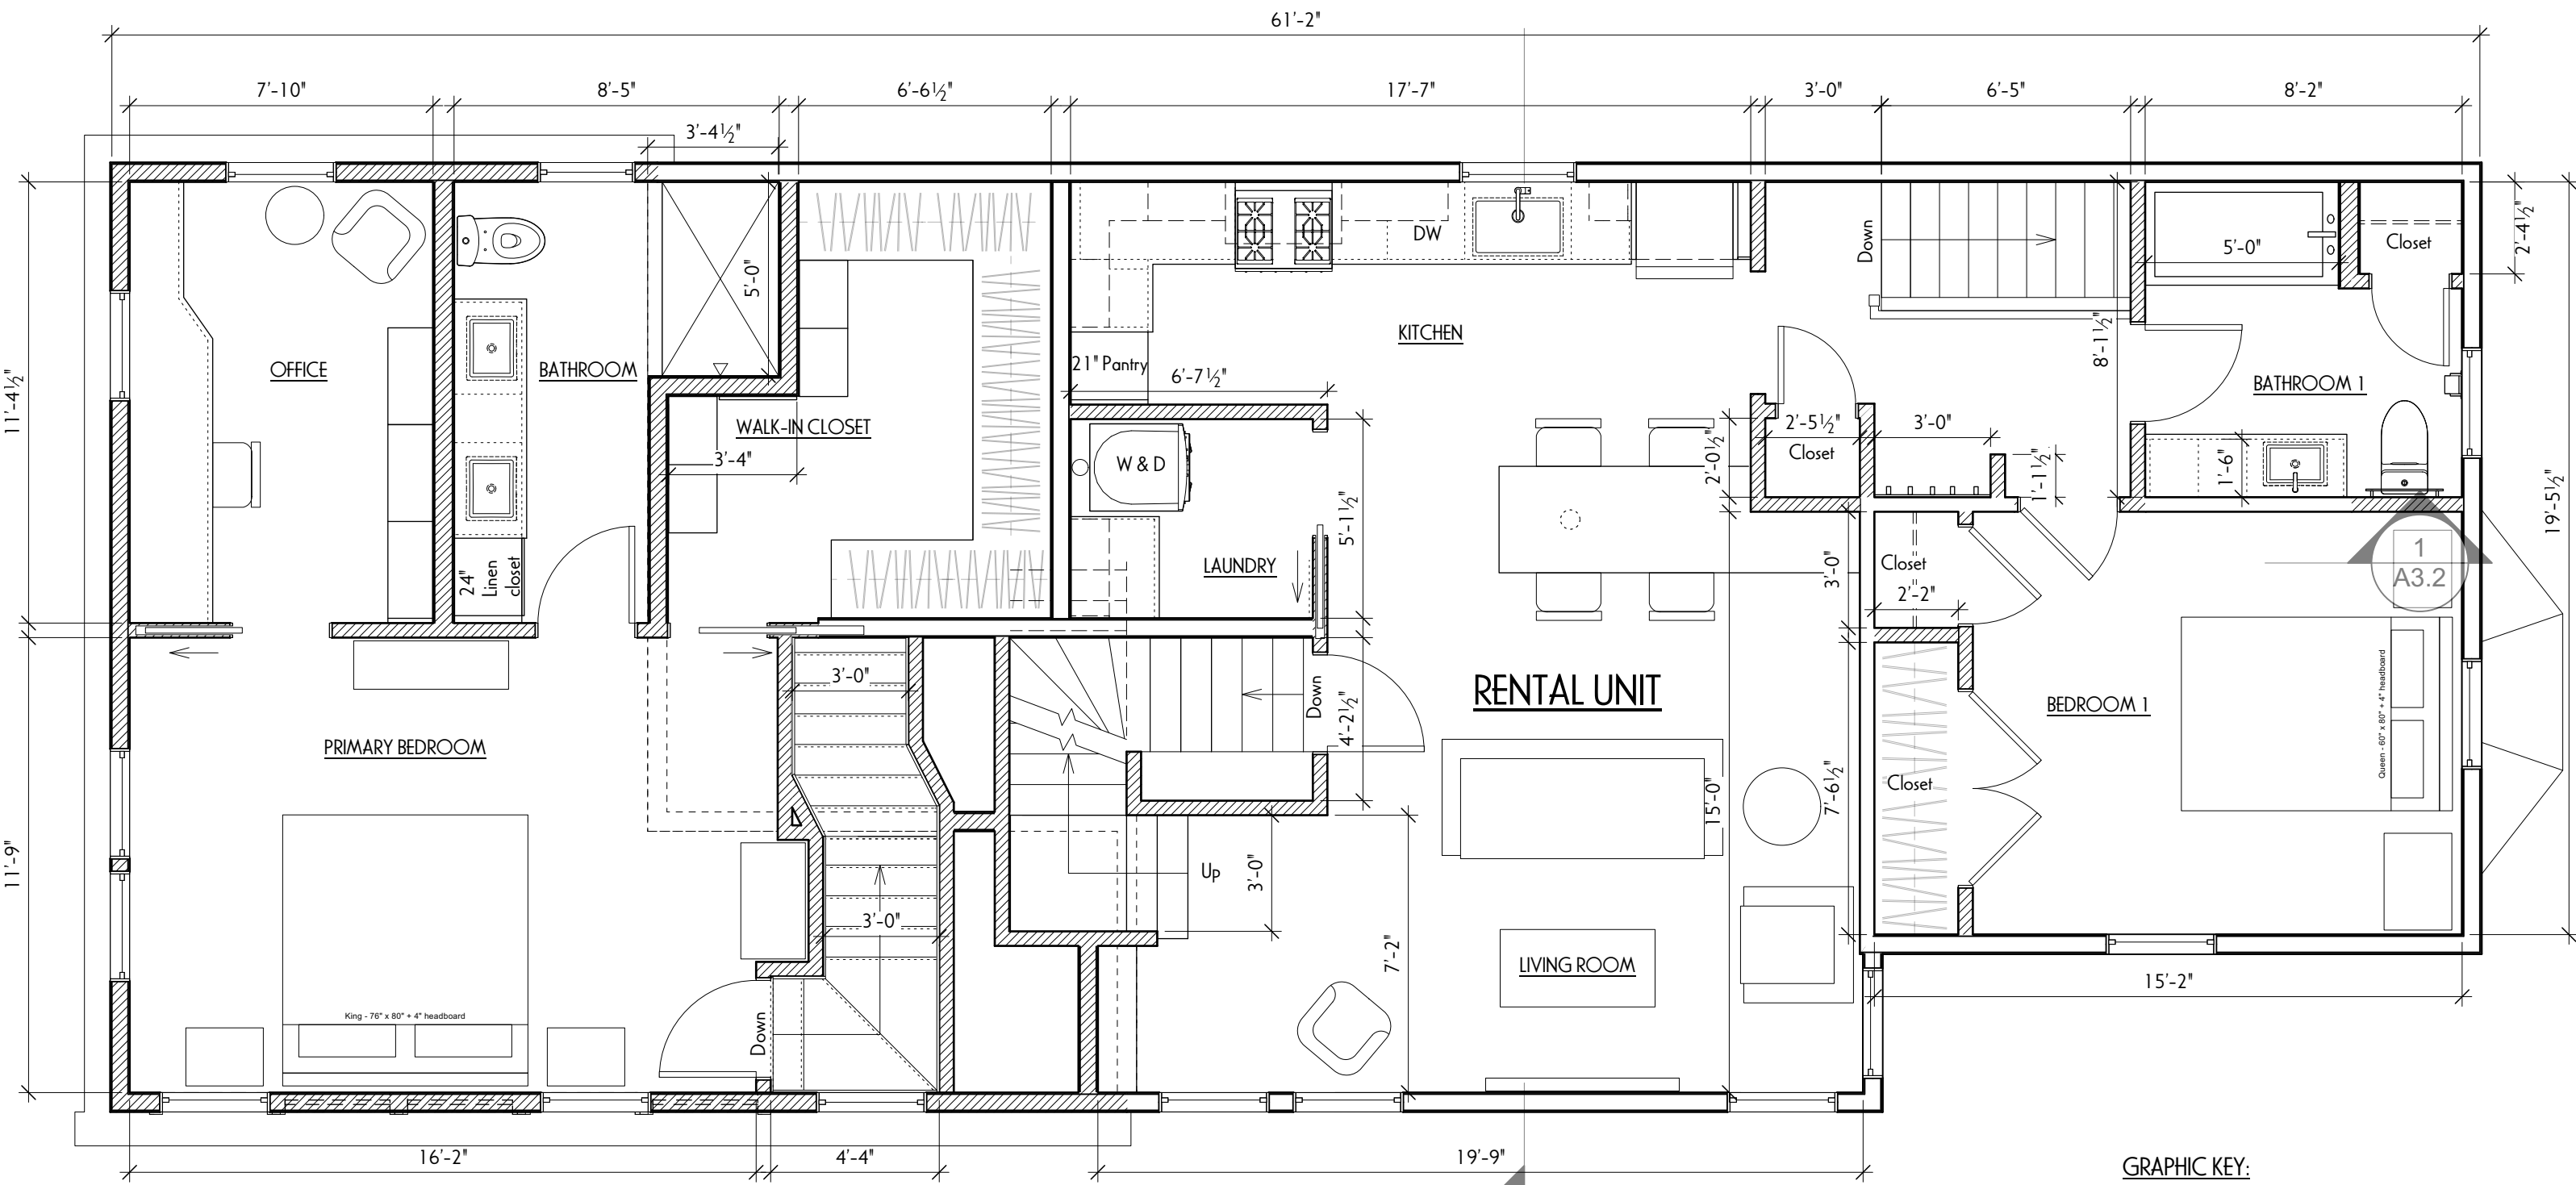 61'-2"
7'-10"
8'-5"
6'-6½"
17'-7"
3'-0"
6'-5"
8'-2"
3'-4½"
11'-4½"
OFFICE
BATHROOM
5'-0"
24"
Linen
closet
WALK-IN CLOSET
3'-4"
DW
KITCHEN
21" Pantry
6'-7½"
W & D
LAUNDRY
5'-1½"
Down
8'-1½"
5'-0"
Closet
2'-4½"
BATHROOM 1
1'-6"
2'-0½"
2'-5½"
Closet
3'-0"
1'-1½"
19'-5½"
1
A3.2
3'-0"
Closet
2'-2"
11'-9"
PRIMARY BEDROOM
King - 76" x 80" + 4" headboard
3'-0"
3'-0"
Down
Down
4'-2½"
Up
3'-0"
RENTAL UNIT
15'-0"
7'-6½"
Closet
BEDROOM 1
Queen - 60" x 80" + 4" headboard
7'-2"
LIVING ROOM
15'-2"
16'-2"
4'-4"
19'-9"
GRAPHIC KEY: